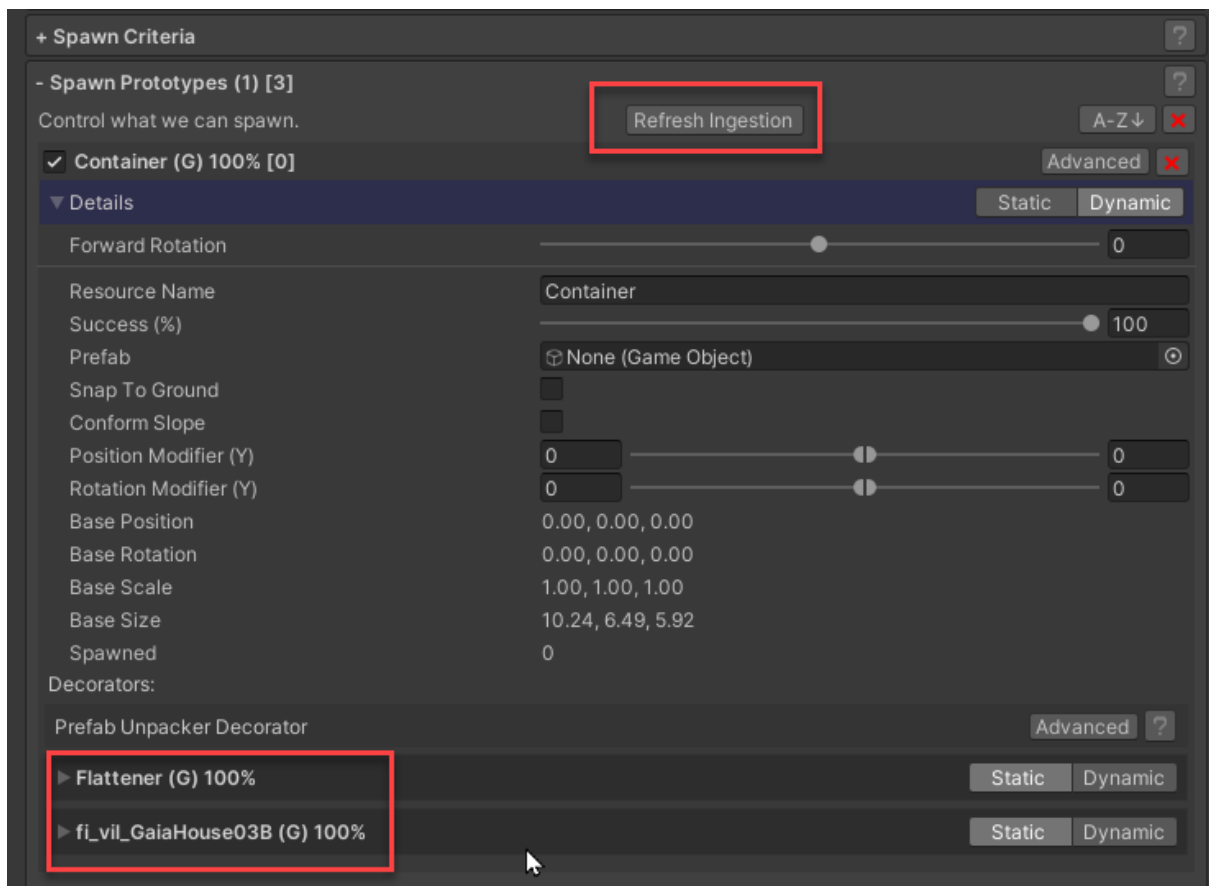 + Spawn Criteria ?
- Spawn Prototypes (1) [3] ?
Control what we can spawn. Refresh Ingestion A-Z↓ x
Container (G) 100% [0] Advanced x
Details Static Dynamic
Forward Rotation 0
Resource Name Container
Success (%) 100
Prefab None (Game Object)
Snap To Ground
Conform Slope
Position Modifier (Y) 0 0
Rotation Modifier (Y) 0 0
Base Position 0.00, 0.00, 0.00
Base Rotation 0.00, 0.00, 0.00
Base Scale 1.00, 1.00, 1.00
Base Size 10.24, 6.49, 5.92
Spawned 0
Decorators:
Prefab Unpacker Decorator Advanced ?
Flattener (G) 100% Static Dynamic
fi_vil_GaiaHouse03B (G) 100% Static Dynamic